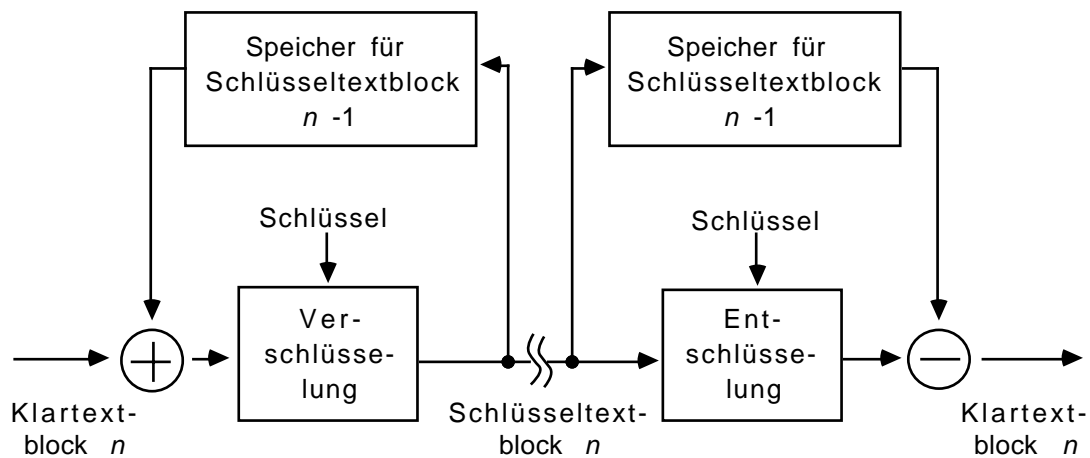 Speicher für
Schlüsseltextblock
n -1
Speicher für
Schlüsseltextblock
n -1
Schlüssel
Schlüssel
Ver-
schlüsse-
lung
Ent-
schlüsse-
lung
Klartext-
block n
Schlüsseltext-
block n
Klartext-
block n